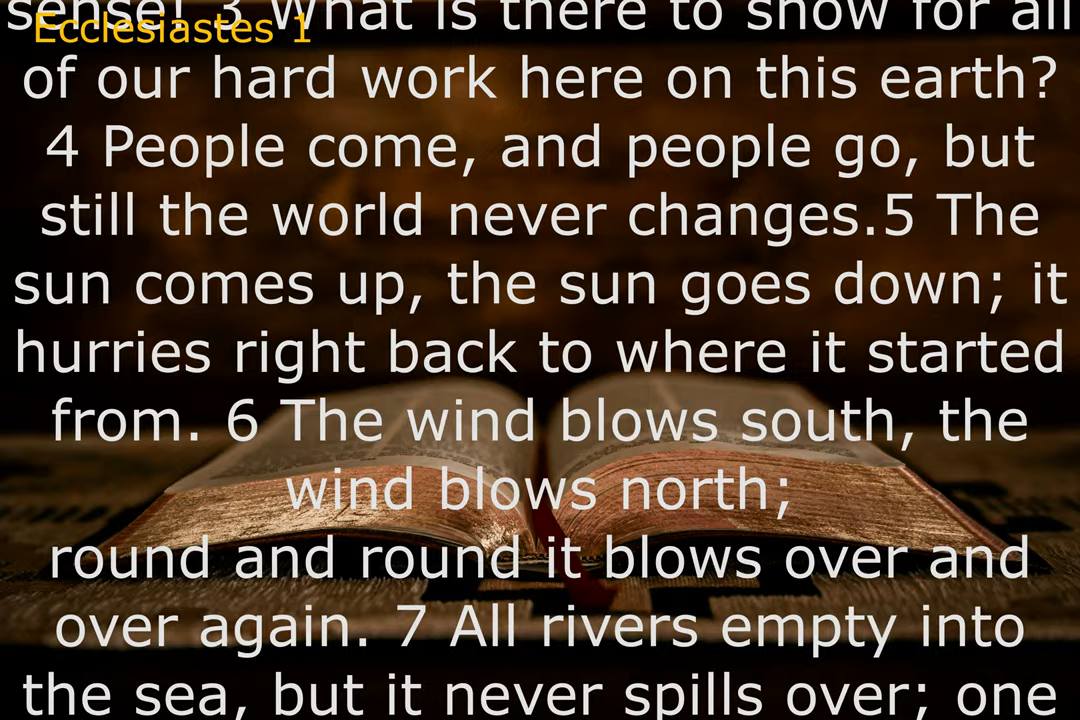 sense! 3 What is there to show for all
Ecclesiastes 1
of our hard work here on this earth?
4 People come, and people go, but
still the world never changes.5 The
sun comes up, the sun goes down; it
hurries right back to where it started
from. 6 The wind blows south, the
wind blows north;
round and round it blows over and
over again. 7 All rivers empty into
the sea, but it never spills over; one